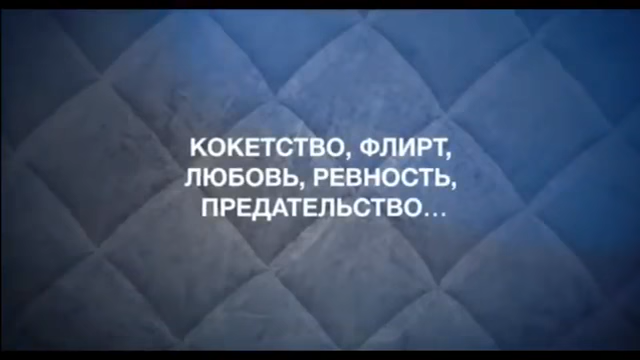 КОКЕТСТВО, ФЛИРТ,
ЛЮБОВЬ, РЕВНОСТЬ,
ПРЕДАТЕЛЬСТВО...